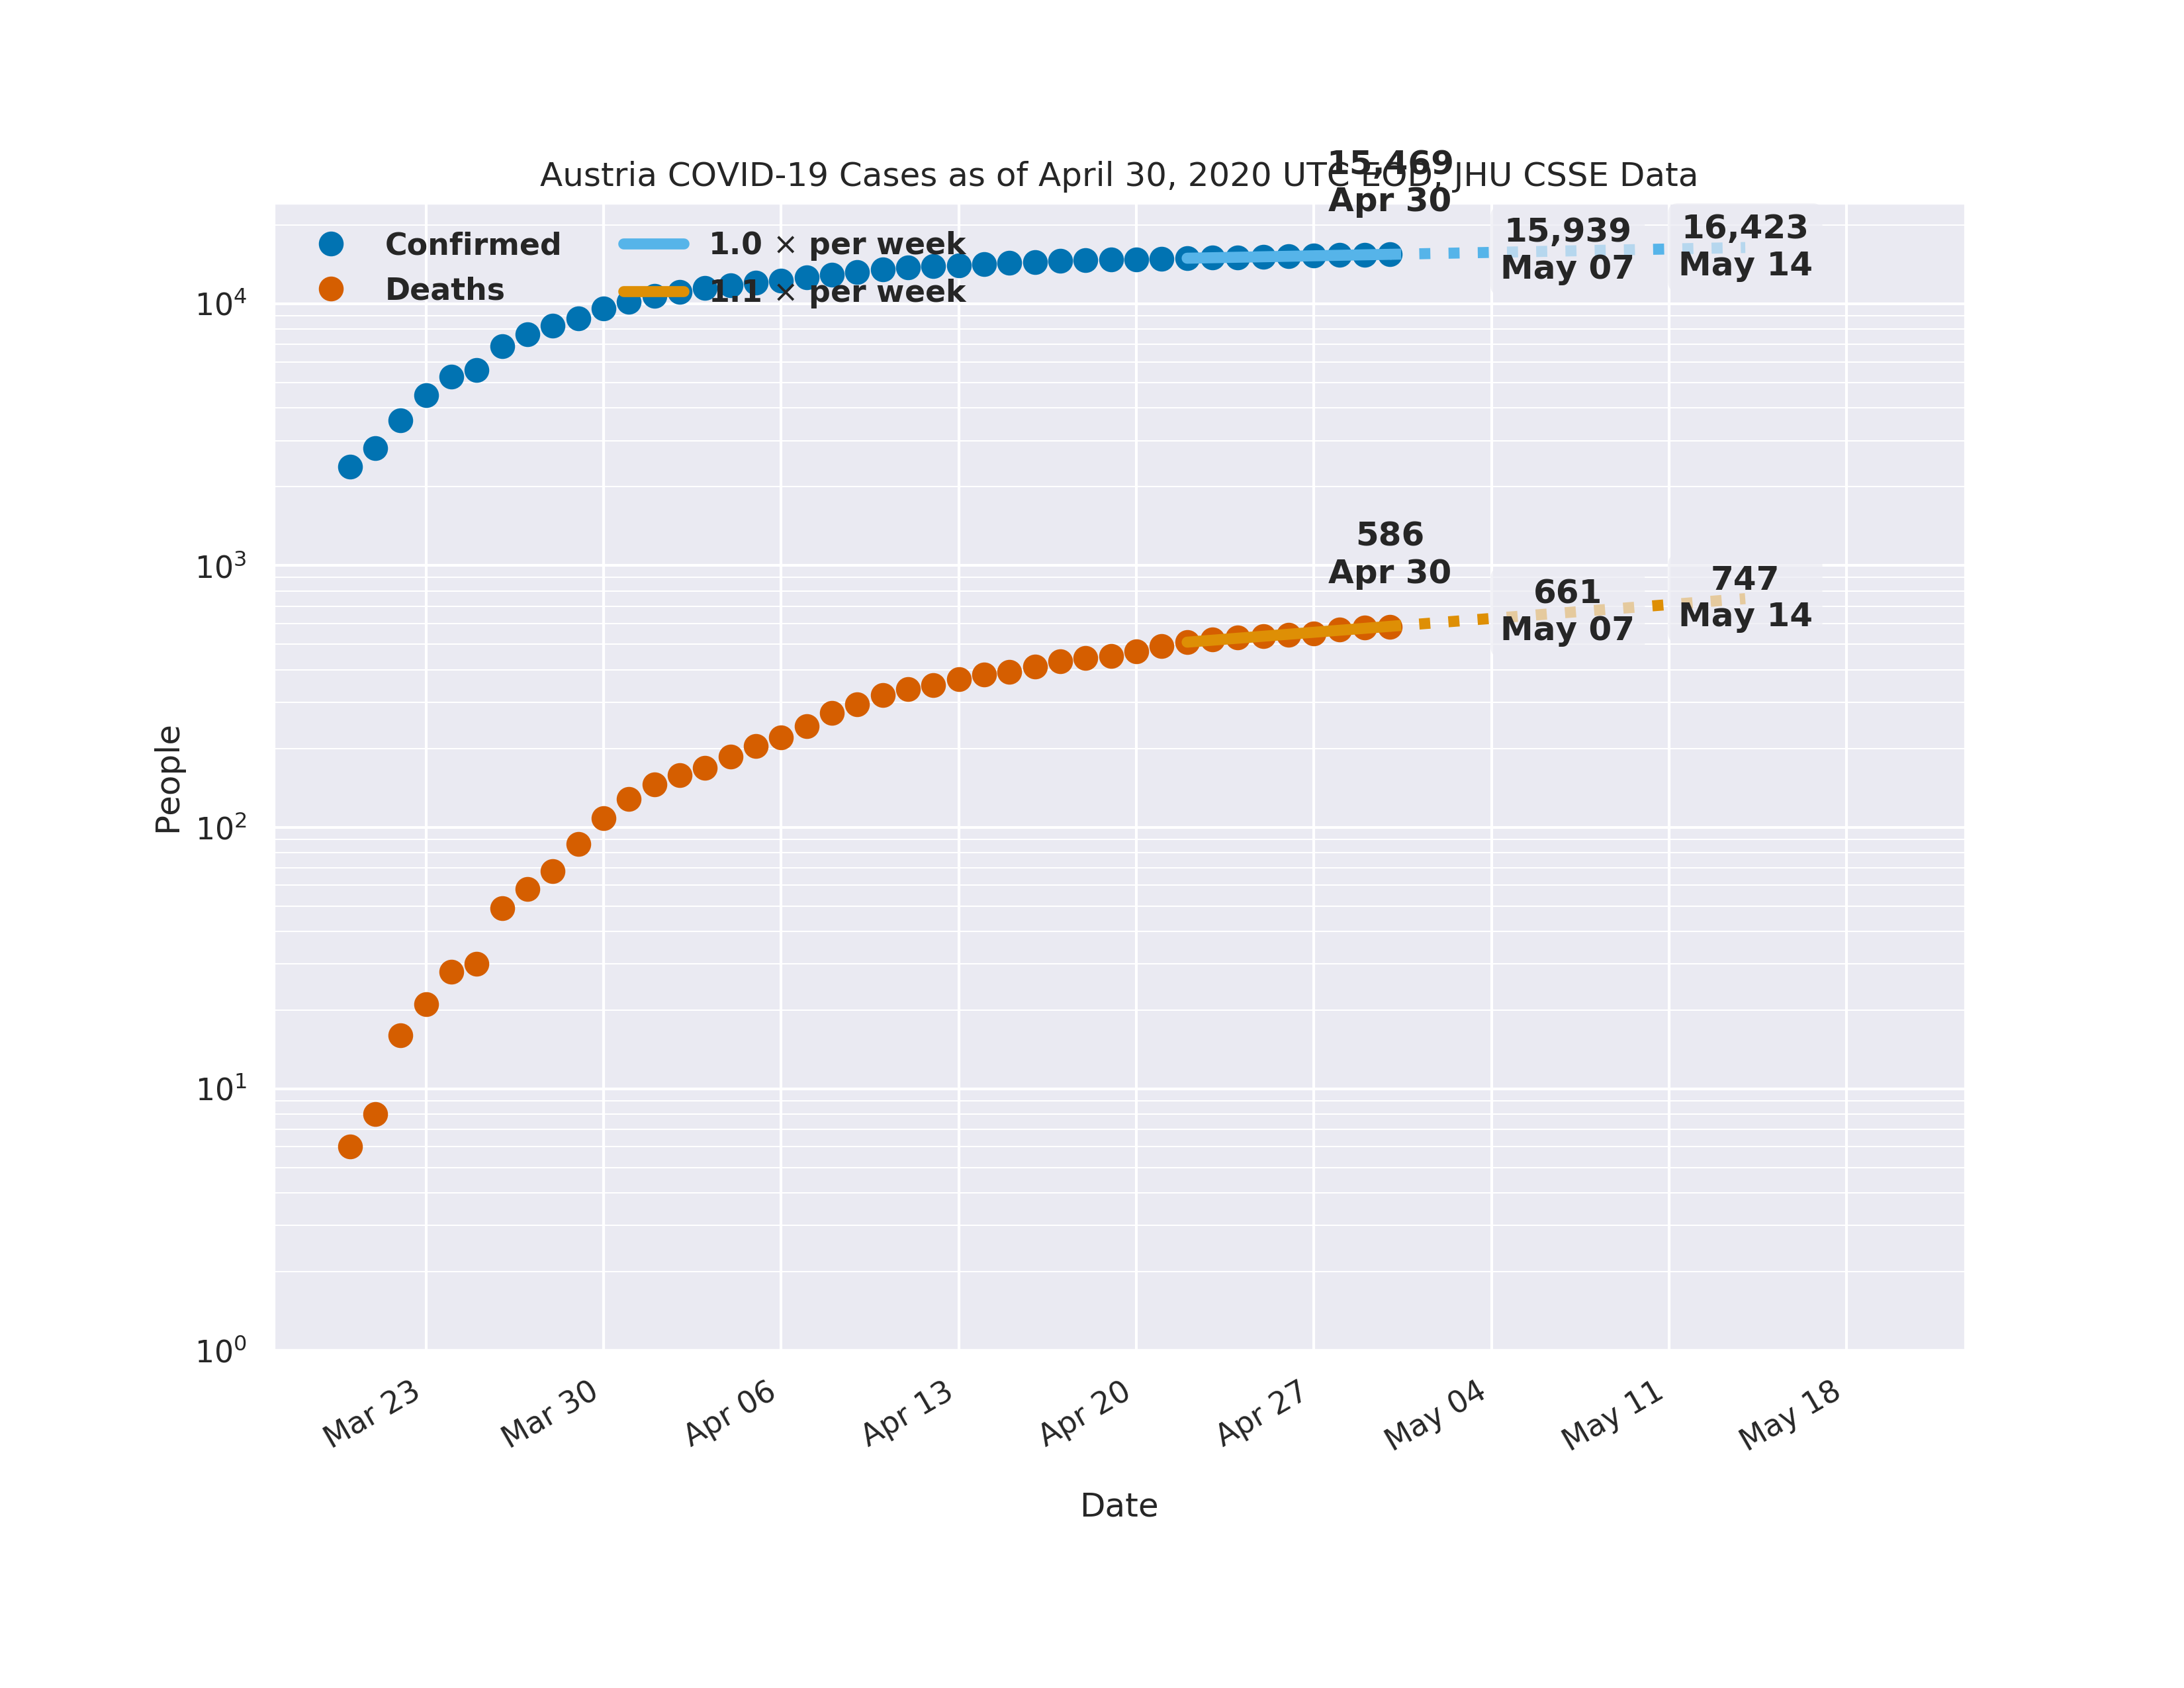 Austria COVID-19 Cases as of April 30, 2020 UTC EOD, JHU CSSE Data
15,469
Apr 30
Confirmed
Deaths
1.0 × per week
1.1 × per week
15,939
May 07
16,423
May 14
586
Apr 30
661
May 07
747
May 14
People
10⁴
10³
10²
10¹
10⁰
Mar 23
Mar 30
Apr 06
Apr 13
Apr 20
Apr 27
May 04
May 11
May 18
Date